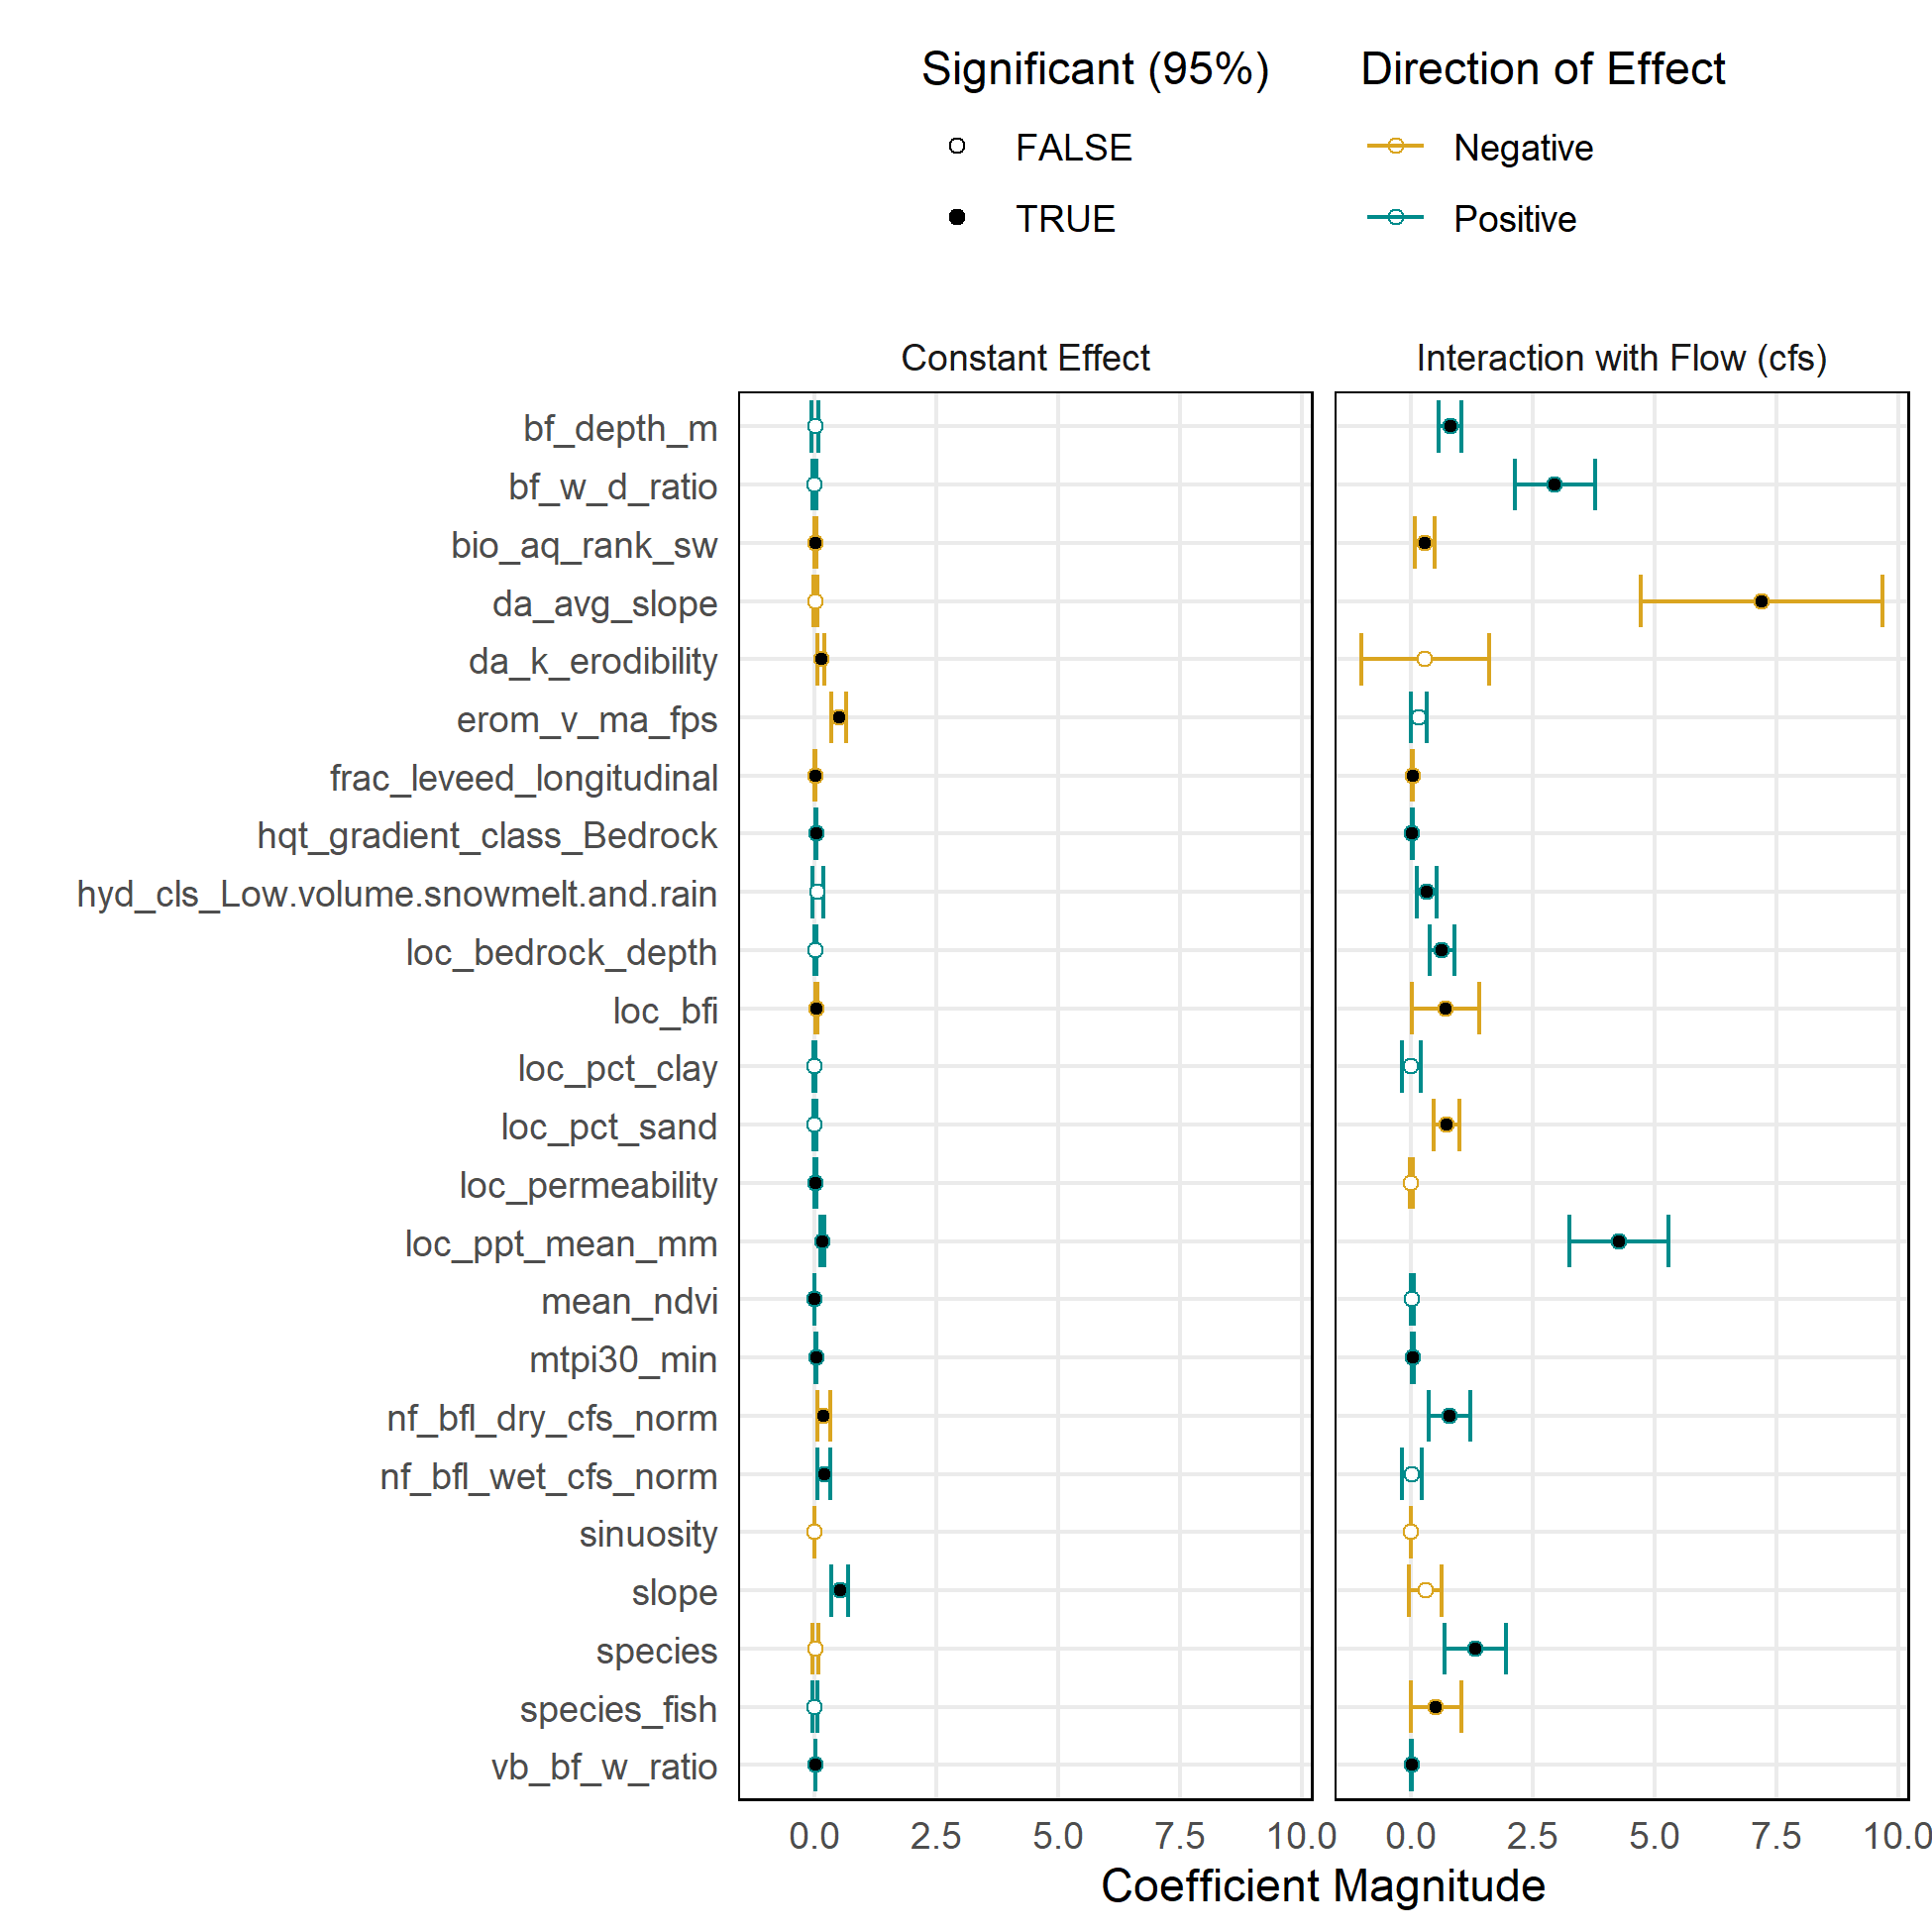 Significant (95%)
FALSE
TRUE
Direction of Effect
Negative
Positive
Constant Effect
Interaction with Flow (cfs)
bf_depth_m
bf_w_d_ratio
bio_aq_rank_sw
da_avg_slope
da_k_erodibility
erom_v_ma_fps
frac_leveed_longitudinal
hqt_gradient_class_Bedrock
hyd_cls_Low.volume.snowmelt.and.rain
loc_bedrock_depth
loc_bfi
loc_pct_clay
loc_pct_sand
loc_permeability
loc_ppt_mean_mm
mean_ndvi
mtpi30_min
nf_bfl_dry_cfs_norm
nf_bfl_wet_cfs_norm
sinuosity
slope
species
species_fish
vb_bf_w_ratio
0.0 2.5 5.0 7.5 10.0
0.0 2.5 5.0 7.5 10.0
Coefficient Magnitude